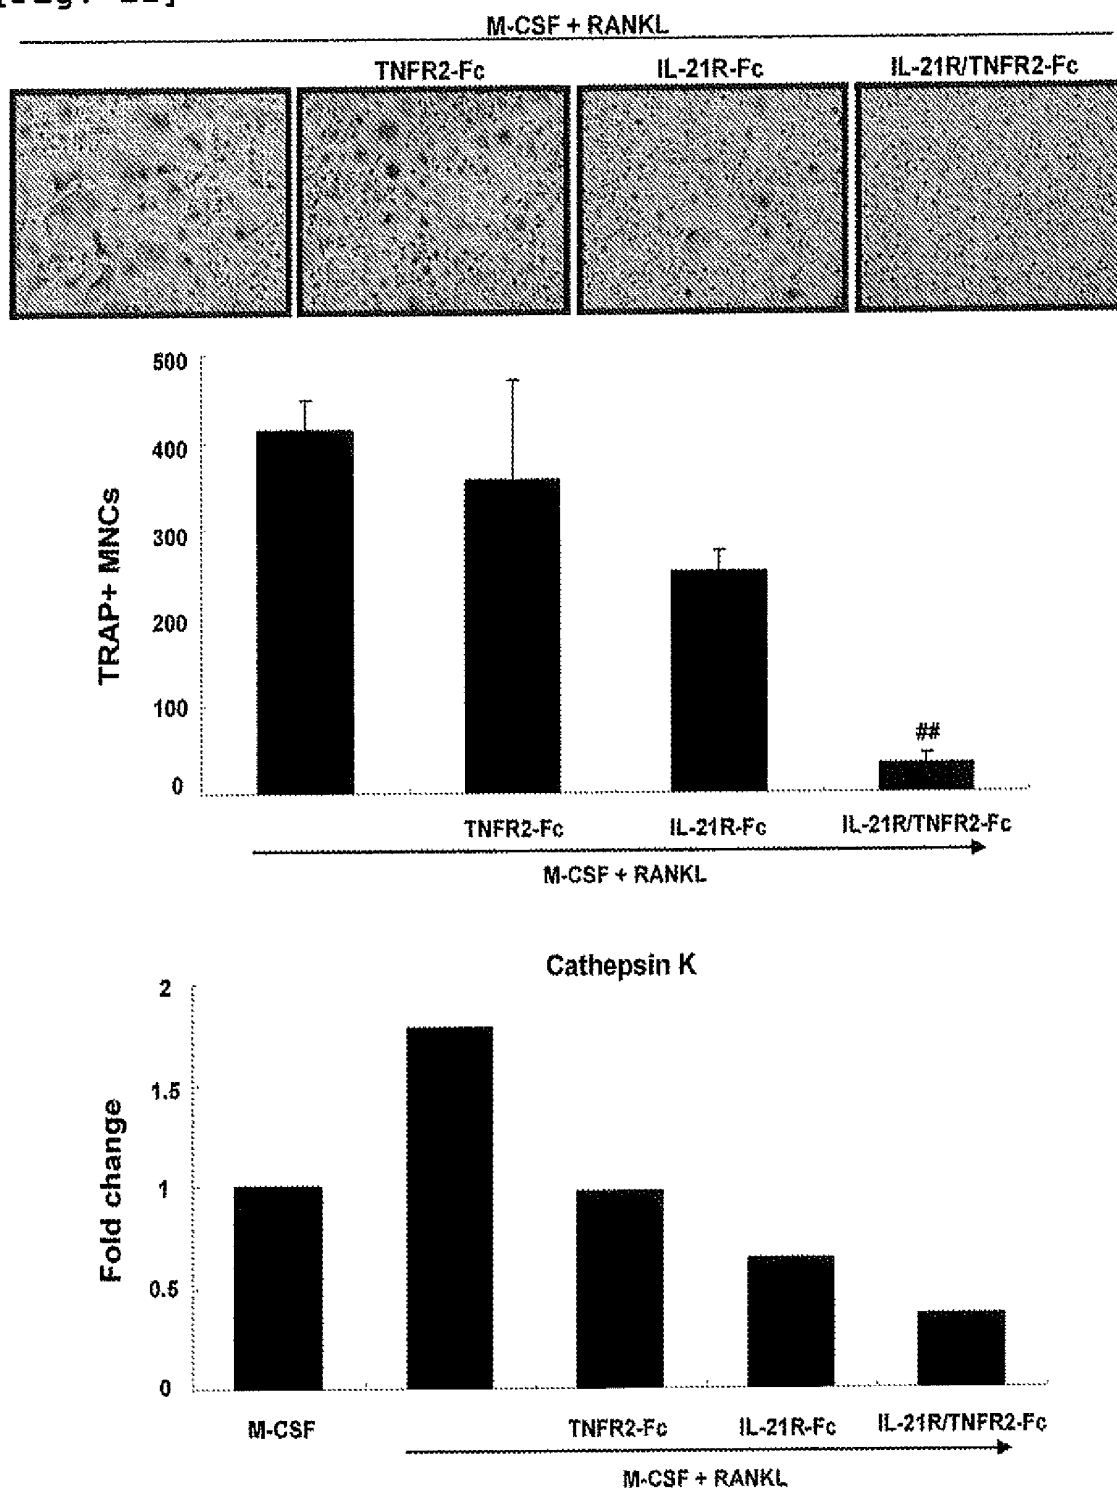 M-CSF + RANKL
TNFR2-Fc IL-21R-Fc IL-21R/TNFR2-Fc
500
400
300
200
100
0
TRAP+ MNCs
##
TNFR2-Fc IL-21R-Fc IL-21R/TNFR2-Fc
M-CSF + RANKL
Cathepsin K
2
1.5
1
0.5
0
Fold change
M-CSF TNFR2-Fc IL-21R-Fc IL-21R/TNFR2-Fc
M-CSF + RANKL